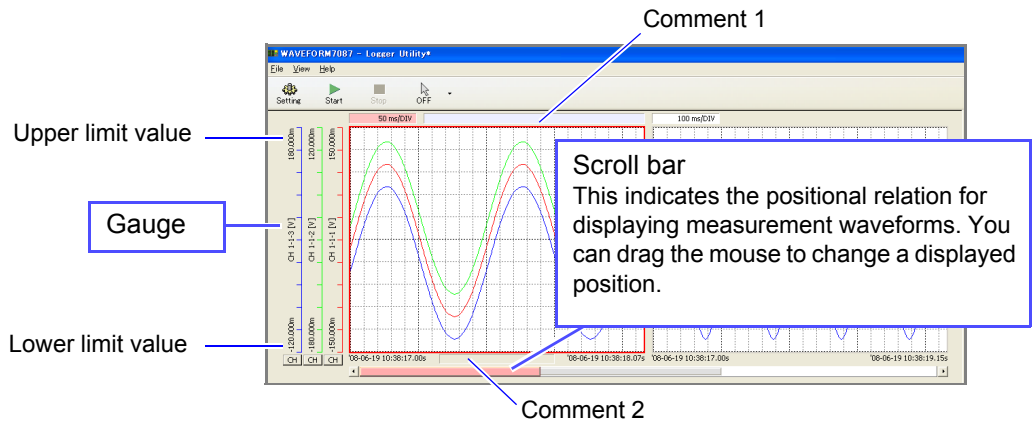 Comment 1
WAVEFORM7087 - Logger Utility*
File View Help
Setting Start Stop OFF
50 ms/DIV 100 ms/DIV
Upper limit value
180.000m 120.000m 150.000m
Gauge
CH 1-1-3 [V] CH 1-1-2 [V] CH 1-1-1 [V]
Scroll bar
This indicates the positional relation for
displaying measurement waveforms. You
can drag the mouse to change a displayed
position.
Lower limit value
-120.000m -180.000m -150.000m
CH CH CH
'08-06-19 10:38:17.00s '08-06-19 10:38:18.07s '08-06-19 10:38:17.00s '08-06-19 10:38:19.15s
Comment 2